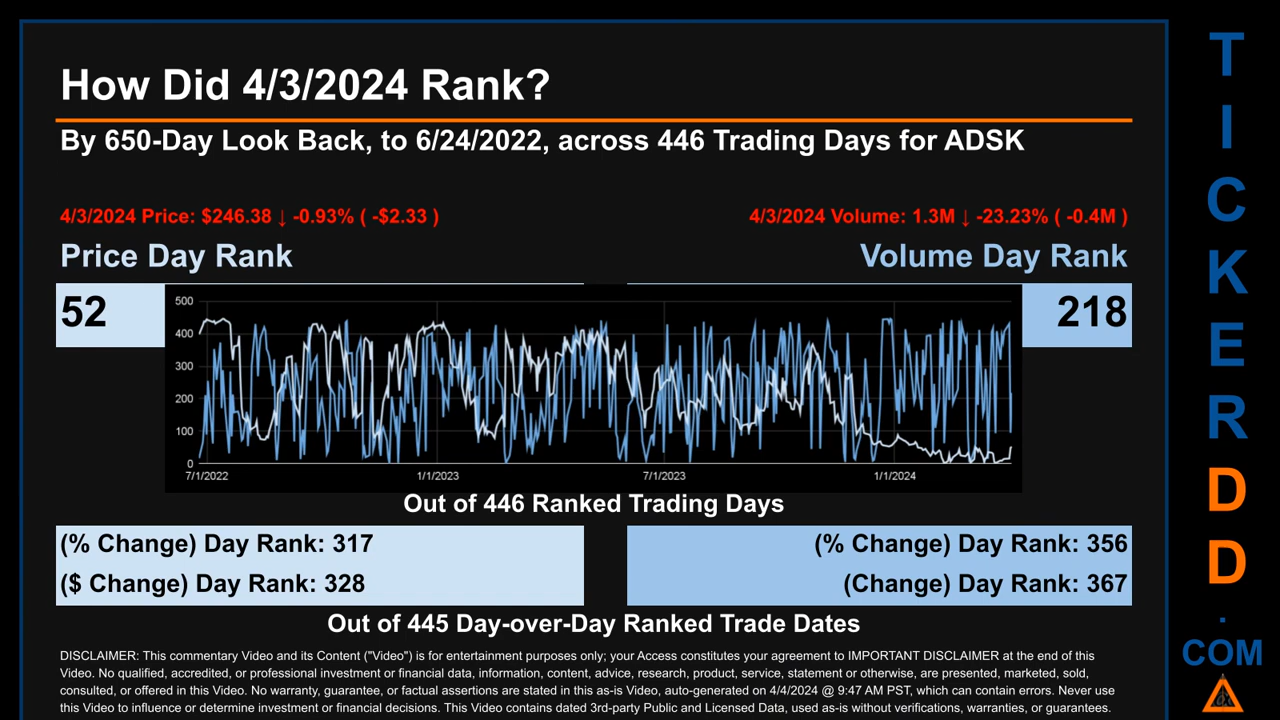 How Did 4/3/2024 Rank?
By 650-Day Look Back, to 6/24/2022, across 446 Trading Days for ADSK
4/3/2024 Price: $246.38 ↓ -0.93% ( -$2.33 )
4/3/2024 Volume: 1.3M ↓ -23.23% ( -0.4M )
Price Day Rank
Volume Day Rank
52
218
500
400
300
200
100
0
7/1/2022
1/1/2023
7/1/2023
1/1/2024
Out of 446 Ranked Trading Days
(% Change) Day Rank: 317
($ Change) Day Rank: 328
(% Change) Day Rank: 356
(Change) Day Rank: 367
Out of 445 Day-over-Day Ranked Trade Dates
DISCLAIMER: This commentary Video and its Content ("Video") is for entertainment purposes only; your Access constitutes your agreement to IMPORTANT DISCLAIMER at the end of this
Video. No qualified, accredited, or professional investment or financial data, information, content, advice, research, product, service, statement or otherwise, are presented, marketed, sold,
consulted, or offered in this Video. No warranty, guarantee, or factual assertions are stated in this as-is Video, auto-generated on 4/4/2024 @ 9:47 AM PST, which can contain errors. Never use
this Video to influence or determine investment or financial decisions. This Video contains dated 3rd-party Public and Licensed Data, used as-is without verifications, warranties, or guarantees.
T
I
C
K
E
R
D
D
.
COM